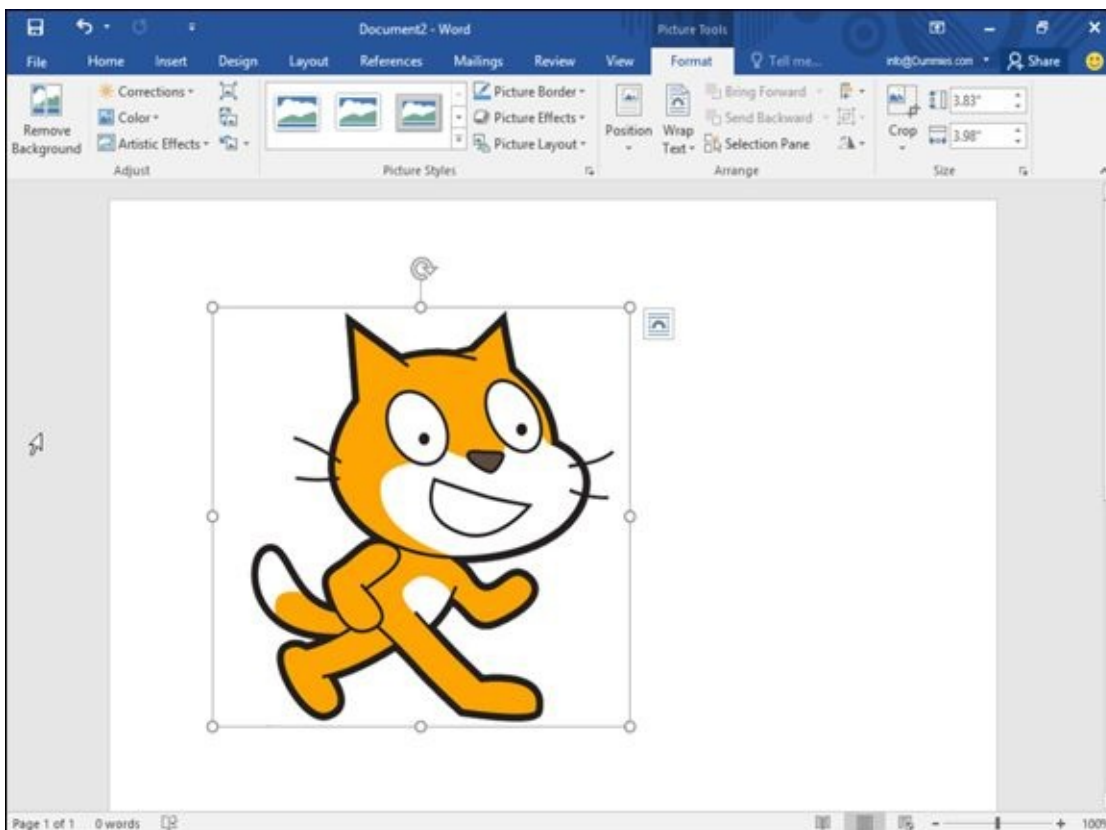 Document2 - Word
Picture Tools
File Home Insert Design Layout References Mailings Review View Format Tell me... info@Dummies.com Share
Remove Background
Corrections
Color
Artistic Effects
Adjust
Picture Border
Picture Effects
Picture Layout
Picture Styles
Position
Wrap Text
Bring Forward
Send Backward
Selection Pane
Arrange
Crop
3.83"
3.98"
Size
Page 1 of 1 0 words 100%